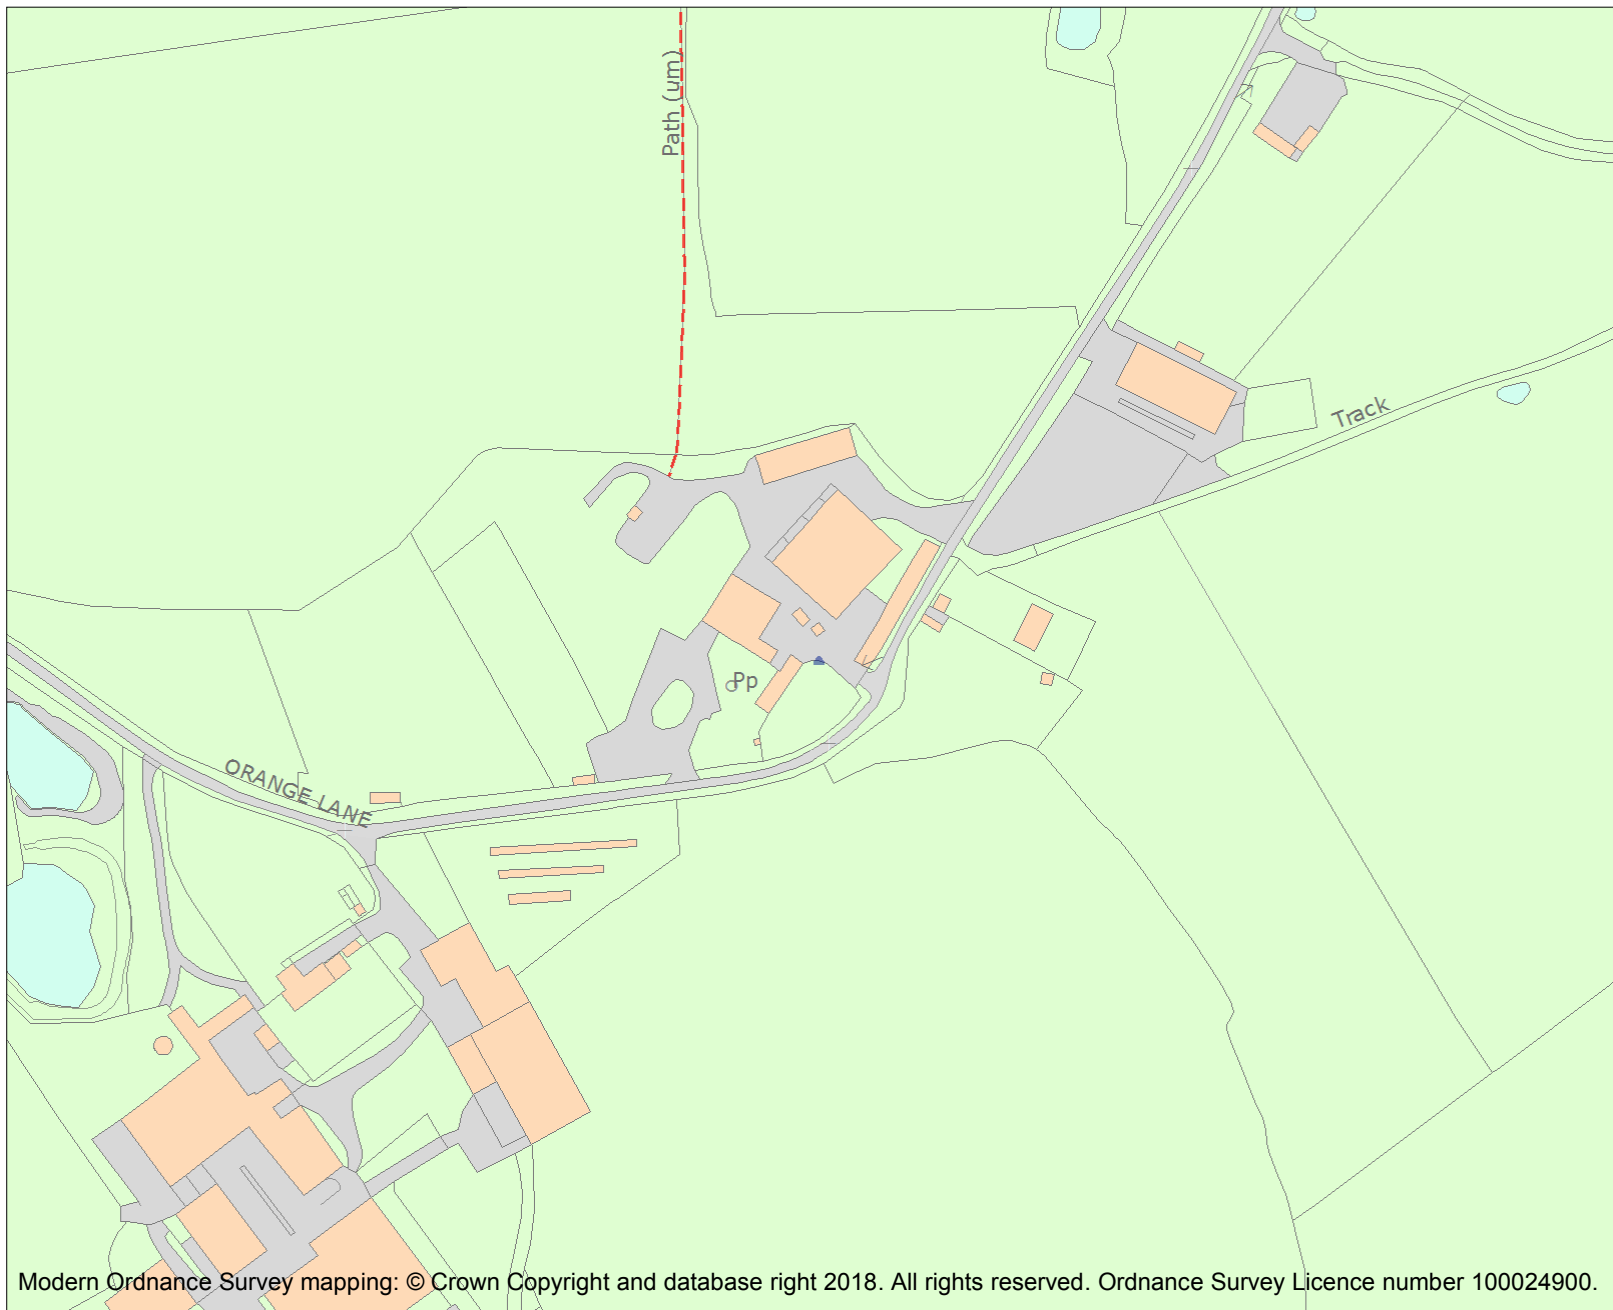 Path (um)
Track
Pp
ORANGE LANE
Modern Ordnance Survey mapping: © Crown Copyright and database right 2018. All rights reserved. Ordnance Survey Licence number 100024900.